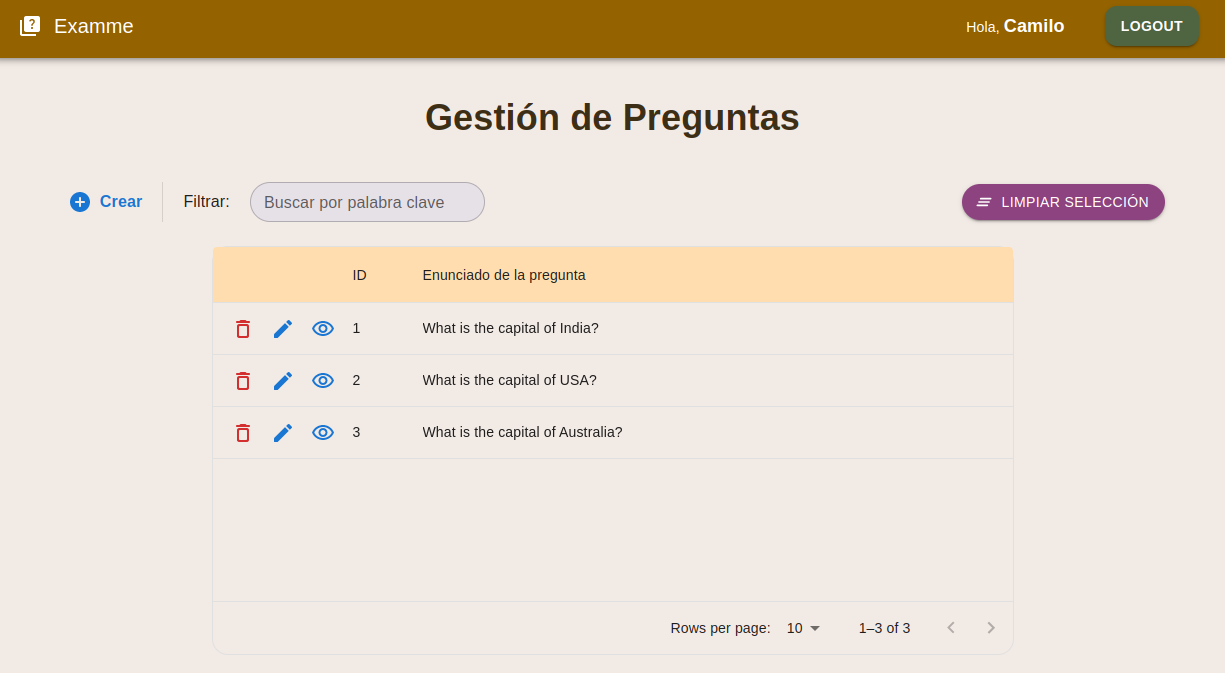 Examme
Hola, Camilo
LOGOUT
Gestión de Preguntas
Crear
Filtrar:
Buscar por palabra clave
LIMPIAR SELECCIÓN
ID Enunciado de la pregunta
1 What is the capital of India?
2 What is the capital of USA?
3 What is the capital of Australia?
Rows per page: 10 1–3 of 3